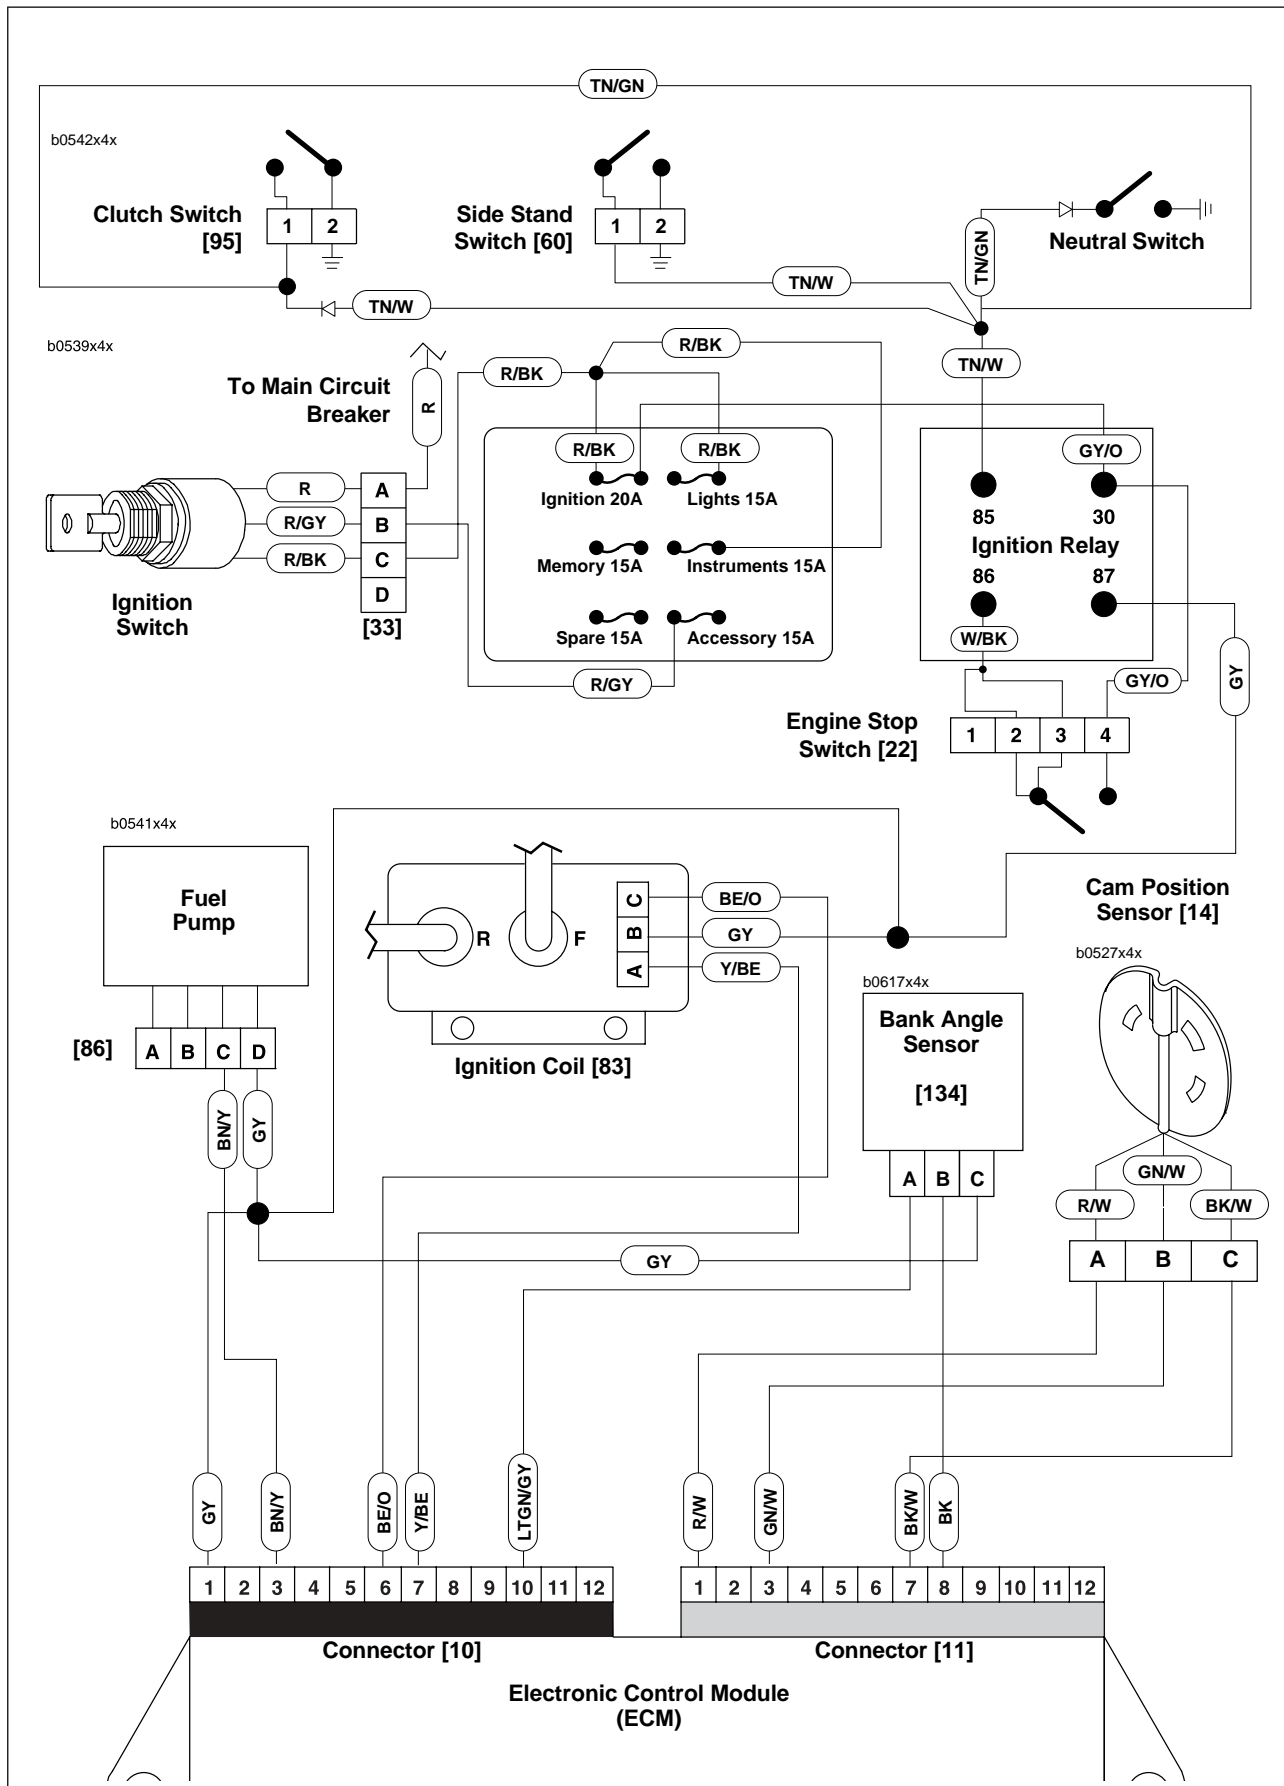 TN/GN
b0542x4x
Clutch Switch
[95]
1 2
Side Stand
Switch [60]
1 2
TN/GN
Neutral Switch
TN/W
TN/W
b0539x4x
To Main Circuit
Breaker
R
R/BK
R/BK
TN/W
R/BK
R/BK
GY/O
Ignition 20A
Lights 15A
Memory 15A
Instruments 15A
Spare 15A
Accessory 15A
R/GY
R
R/GY
R/BK
A
B
C
D
[33]
Ignition
Switch
85
30
Ignition Relay
86
87
W/BK
GY/O
GY
Engine Stop
Switch [22]
1 2 3 4
b0541x4x
Fuel
Pump
[86]
A B C D
BN/Y
GY
R
F
C
B
A
BE/O
GY
Y/BE
Ignition Coil [83]
b0617x4x
Bank Angle
Sensor
[134]
A B C
Cam Position
Sensor [14]
b0527x4x
R/W
GN/W
BK/W
A B C
GY
GY
BN/Y
BE/O
Y/BE
LTGN/GY
R/W
GN/W
BK/W
BK
1 2 3 4 5 6 7 8 9 10 11 12
1 2 3 4 5 6 7 8 9 10 11 12
Connector [10]
Connector [11]
Electronic Control Module
(ECM)